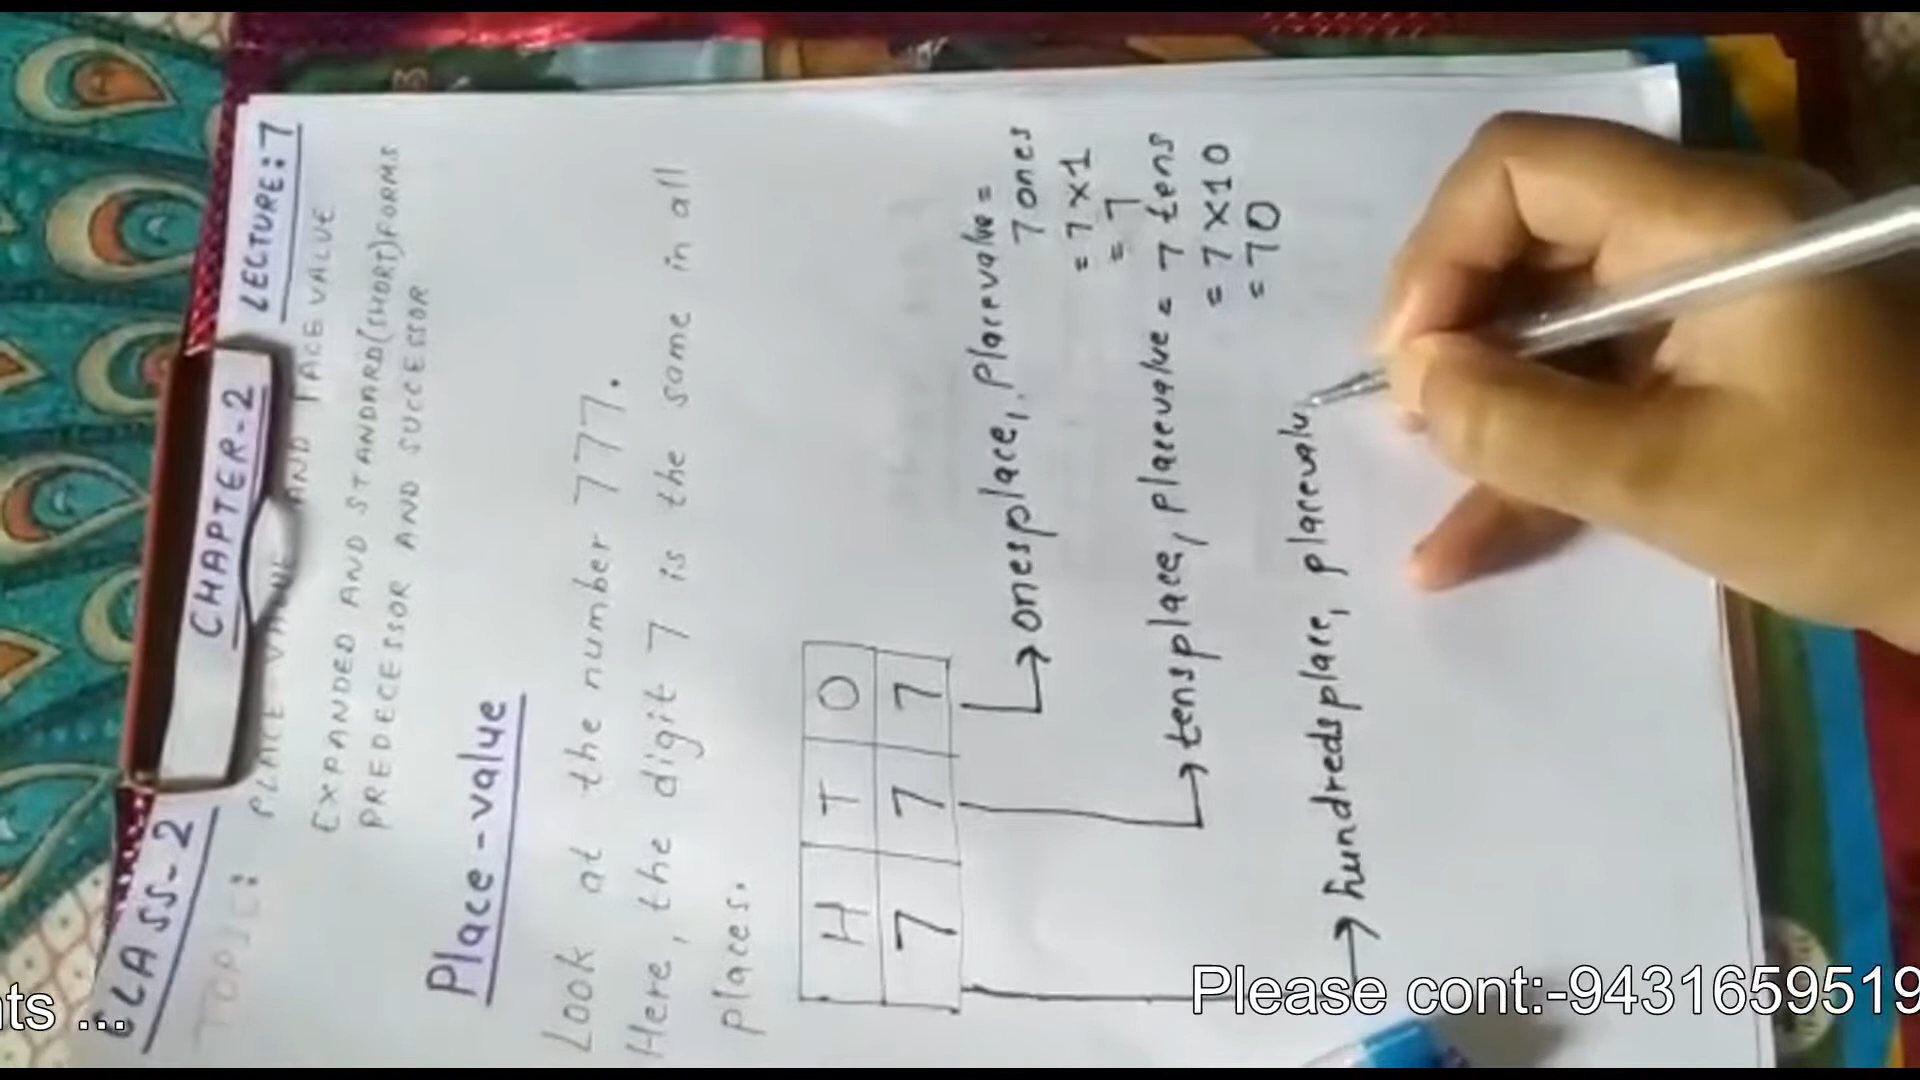 CLASS-2 CHAPTER-2 LECTURE:7
TOPIC: PLACE VALUE AND FACE VALUE
EXPANDED AND STANDARD(SHORT)FORMS
PREDECESSOR AND SUCCESSOR
Place-value
Look at the number 777.
Here, the digit 7 is the same in all
places.
H T O
7 7 7
→ onesplace, placevalue =
7 ones
= 7×1
= 7
→ tensplace, placevalue = 7 tens
= 7×10
= 70
→ hundredsplace, placevalu
nts ...
Please cont:-9431659519